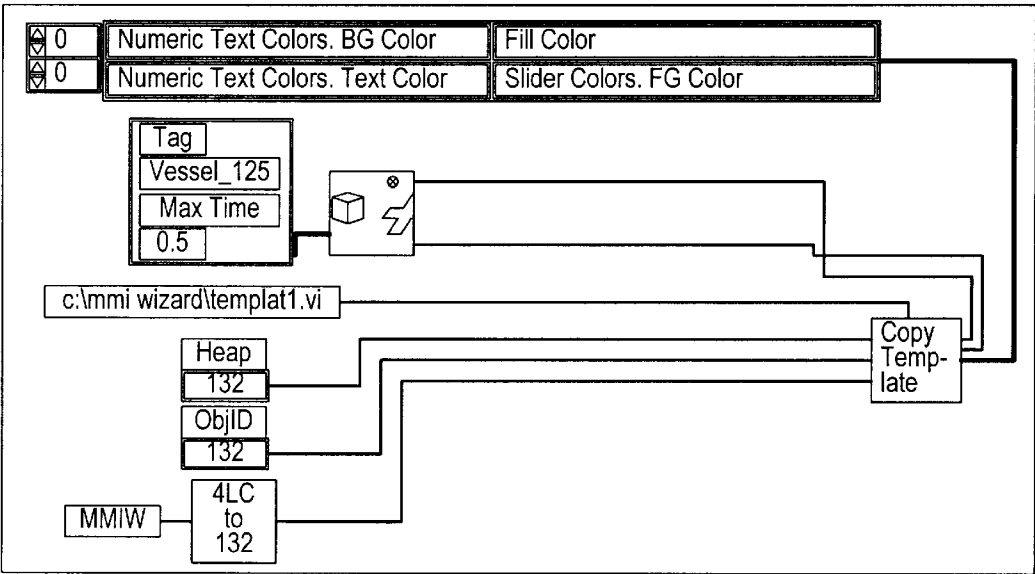 0 Numeric Text Colors. BG Color Fill Color
0 Numeric Text Colors. Text Color Slider Colors. FG Color
Tag
Vessel_125
Max Time
0.5
c:\mmi wizard\templat1.vi
Copy
Temp-
late
Heap
132
ObjID
132
4LC
to
132
MMIW